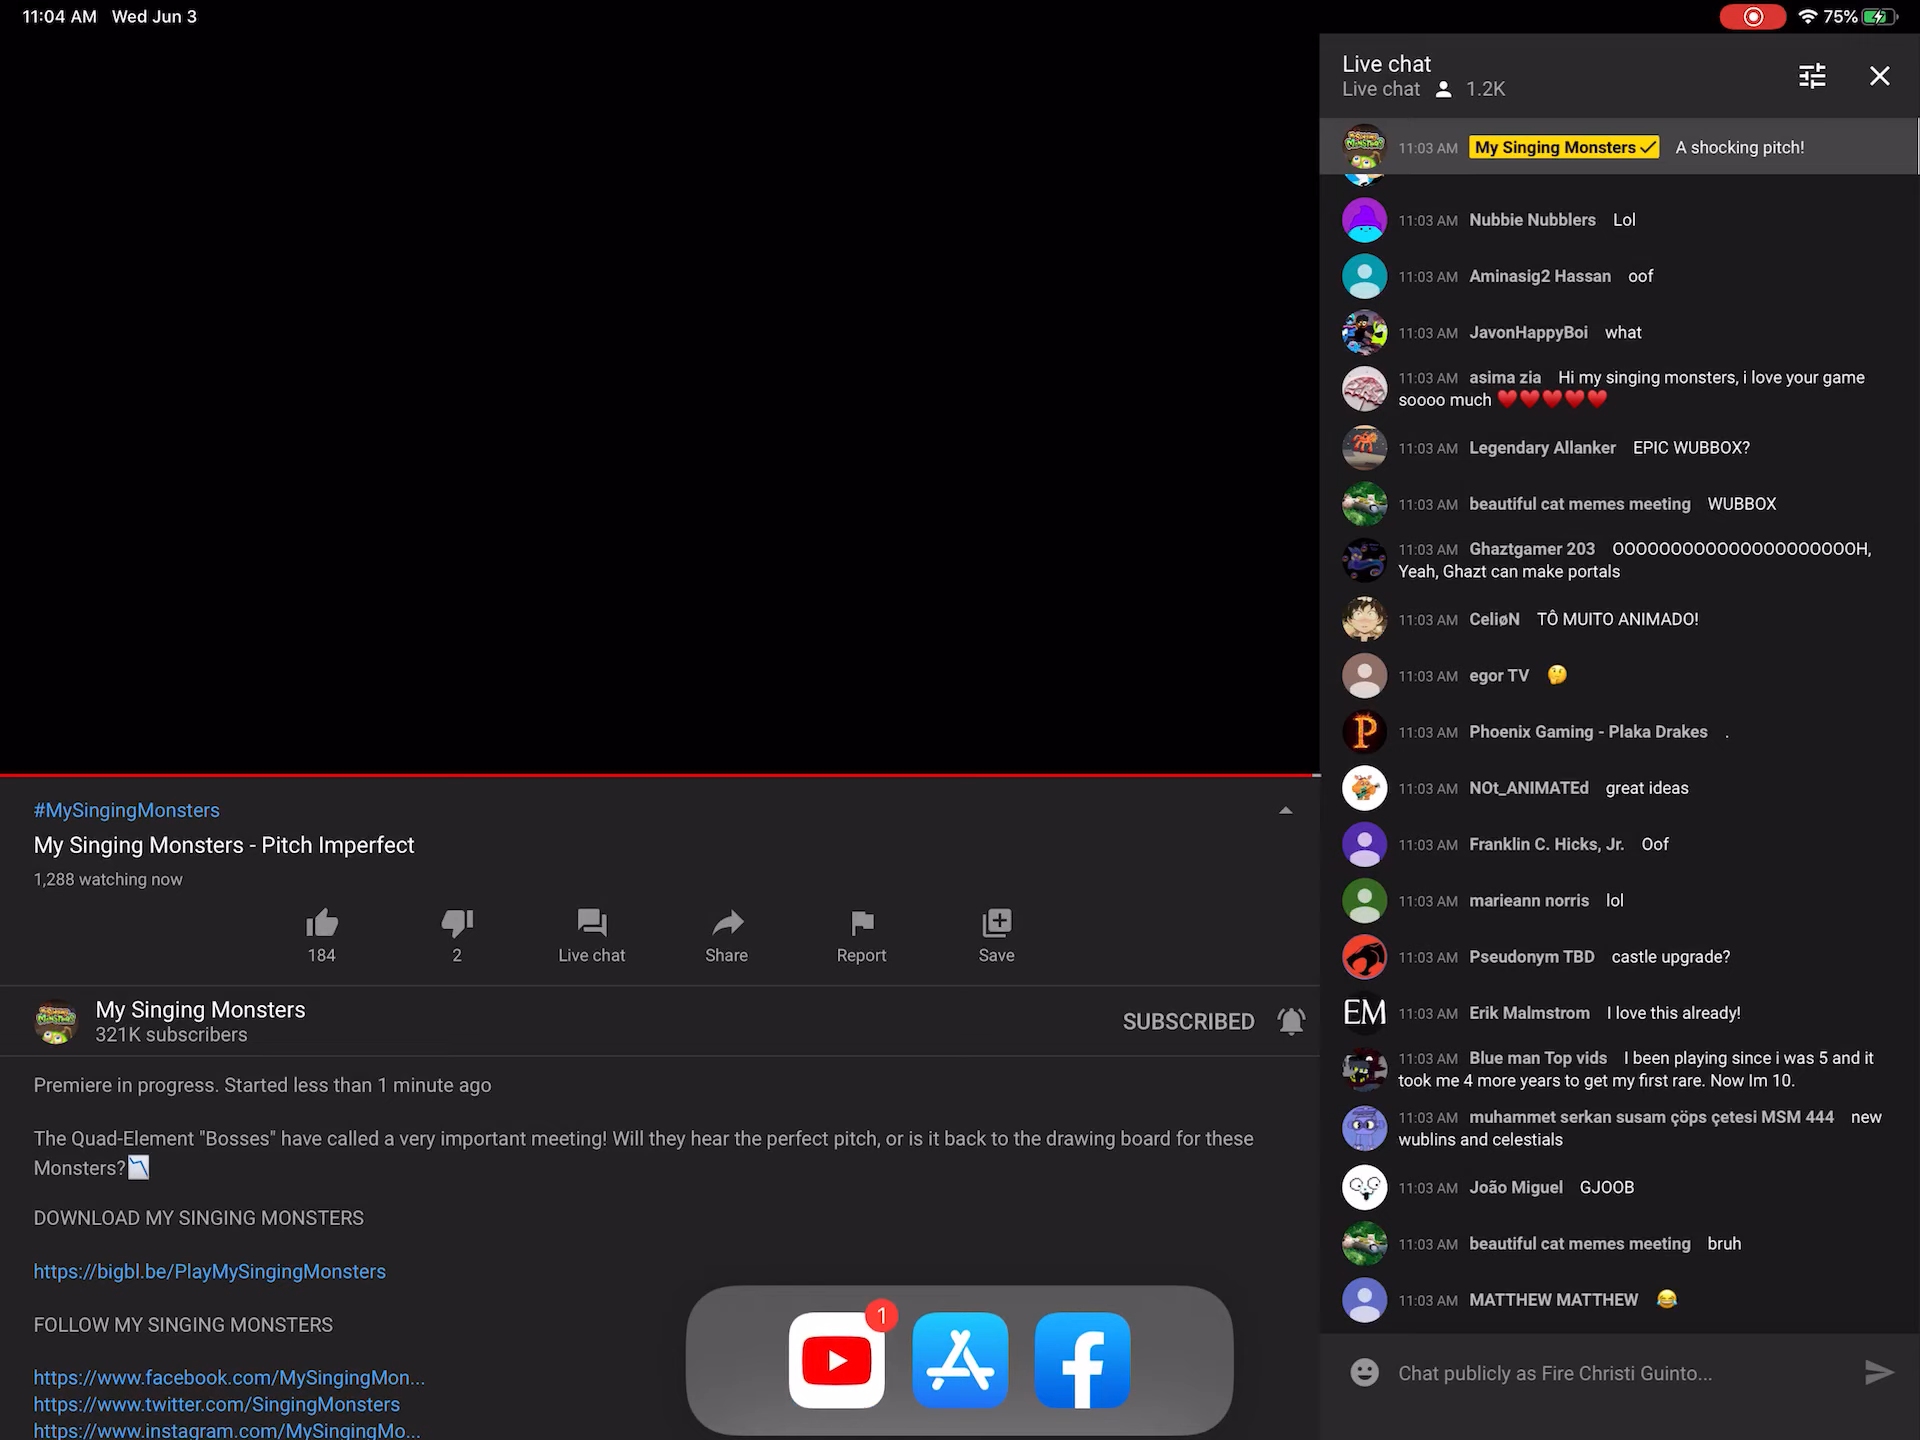 11:04 AM Wed Jun 3
75%
Live chat
Live chat 1.2K
11:03 AM My Singing Monsters A shocking pitch!
11:03 AM Nubbie Nubblers Lol
11:03 AM Aminasig2 Hassan oof
11:03 AM JavonHappyBoi what
11:03 AM asima zia Hi my singing monsters, i love your game
soooo much ❤️❤️❤️❤️❤️
11:03 AM Legendary Allanker EPIC WUBBOX?
11:03 AM beautiful cat memes meeting WUBBOX
11:03 AM Ghaztgamer 203 OOOOOOOOOOOOOOOOOOOOOH,
Yeah, Ghazt can make portals
11:03 AM CeliøN TÔ MUITO ANIMADO!
11:03 AM egor TV 🤔
11:03 AM Phoenix Gaming - Plaka Drakes .
11:03 AM NOt_ANIMATEd great ideas
11:03 AM Franklin C. Hicks, Jr. Oof
11:03 AM marieann norris lol
11:03 AM Pseudonym TBD castle upgrade?
EM 11:03 AM Erik Malmstrom I love this already!
11:03 AM Blue man Top vids I been playing since i was 5 and it
took me 4 more years to get my first rare. Now Im 10.
11:03 AM muhammet serkan susam çöps çetesi MSM 444 new
wublins and celestials
11:03 AM João Miguel GJOOB
11:03 AM beautiful cat memes meeting bruh
11:03 AM MATTHEW MATTHEW 😂
Chat publicly as Fire Christi Guinto...
#MySingingMonsters
My Singing Monsters - Pitch Imperfect
1,288 watching now
184 2 Live chat Share Report Save
My Singing Monsters
321K subscribers
SUBSCRIBED
Premiere in progress. Started less than 1 minute ago
The Quad-Element "Bosses" have called a very important meeting! Will they hear the perfect pitch, or is it back to the drawing board for these
Monsters?📉
DOWNLOAD MY SINGING MONSTERS
https://bigbl.be/PlayMySingingMonsters
FOLLOW MY SINGING MONSTERS
https://www.facebook.com/MySingingMon...
https://www.twitter.com/SingingMonsters
https://www.instagram.com/MySingingMo...
1